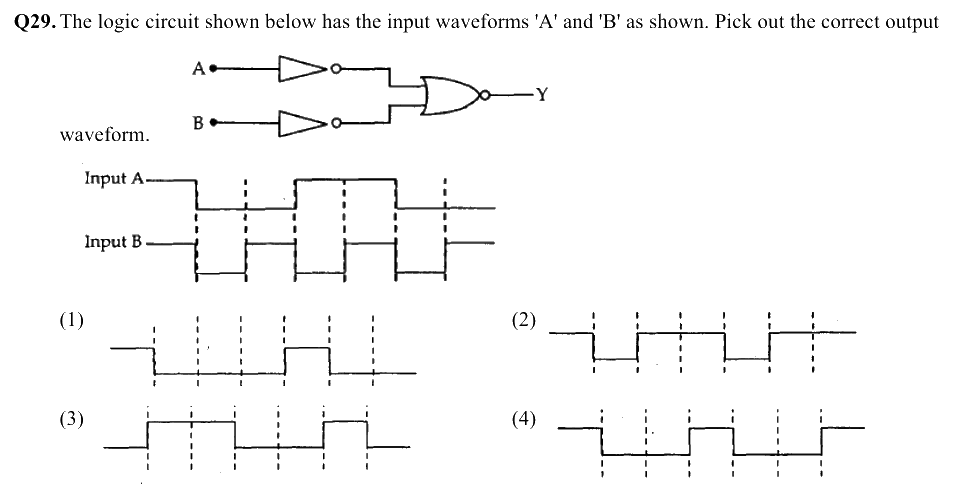 Q29. The logic circuit shown below has the input waveforms 'A' and 'B' as shown. Pick out the correct output
A
Y
B
waveform.
Input A
Input B
(1)
(2)
(3)
(4)